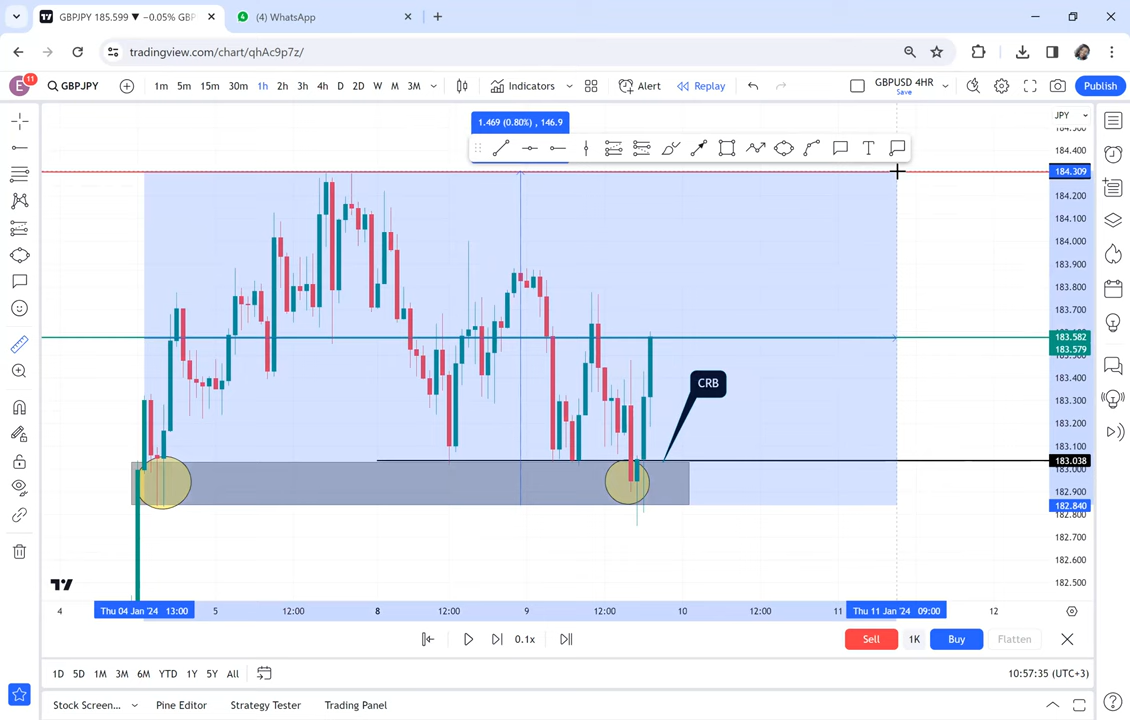 GBPJPY 185.599 ▼ −0.05% GBP
(4) WhatsApp
tradingview.com/chart/qhAc9p7z/
E
11
GBPJPY
1m 5m 15m 30m 1h 2h 3h 4h D 2D W M 3M
Indicators
Alert
Replay
GBPUSD 4HR
Save
Publish
1.469 (0.80%) , 146.9
JPY
184.400
184.309
184.200
184.100
184.000
183.900
183.800
183.700
183.582
183.579
183.400
183.300
183.200
183.100
183.038
183.000
182.900
182.840
182.800
182.700
182.600
182.500
CRB
4 Thu 04 Jan '24 13:00 5 12:00 8 12:00 9 12:00 10 12:00 11 Thu 11 Jan '24 09:00 12
0.1x
Sell 1K Buy Flatten
1D 5D 1M 3M 6M YTD 1Y 5Y All
10:57:35 (UTC+3)
Stock Screen... Pine Editor Strategy Tester Trading Panel